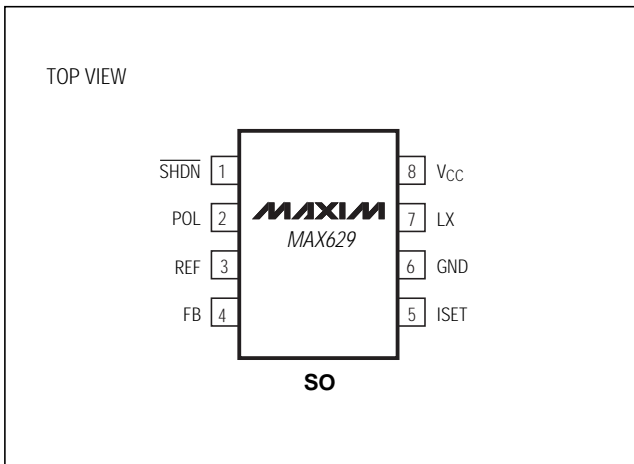 TOP VIEW
S̅H̅D̅N̅ 1
8 VCC
POL 2
MAXIM
7 LX
MAX629
REF 3
6 GND
FB 4
5 ISET
SO